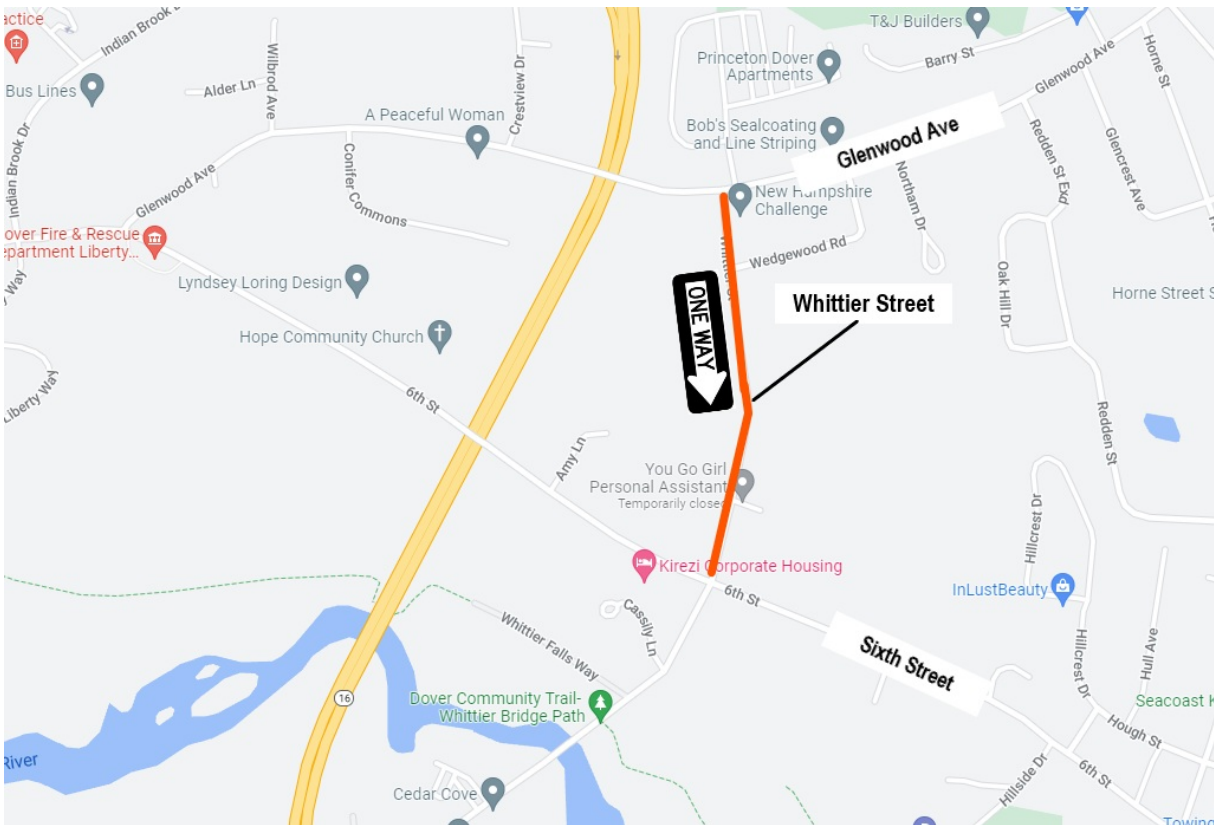 actice
Indian Brook Dr
Bus Lines
Alder Ln
Wilbrod Ave
A Peaceful Woman
Crestview Dr
T&J Builders
Barry St
Princeton Dover
Apartments
Glenwood Ave
Horne St
Bob's Sealcoating
and Line Striping
Glenwood Ave
Redden St Ext
Glencrest Ave
Indian Brook Dr
Glenwood Ave
Conifer Commons
New Hampshire
Challenge
Northam Dr
over Fire & Rescue
epartment Liberty...
Way
Whittier St
Wedgewood Rd
Lyndsey Loring Design
ONE WAY
Whittier Street
Oak Hill Dr
Horne Street S
Hope Community Church
Liberty Way
6th St
Redden St
Amy Ln
You Go Girl
Personal Assistant
Temporarily closed
Hillcrest Dr
Kirezi Corporate Housing
6th St
InLustBeauty
Cassily Ln
Whittier Falls Way
Sixth Street
Hillcrest Dr
Hull Ave
16
Dover Community Trail-
Whittier Bridge Path
Seacoast K
Hough St
River
Cedar Cove
Hillside Dr
6th St
Towing